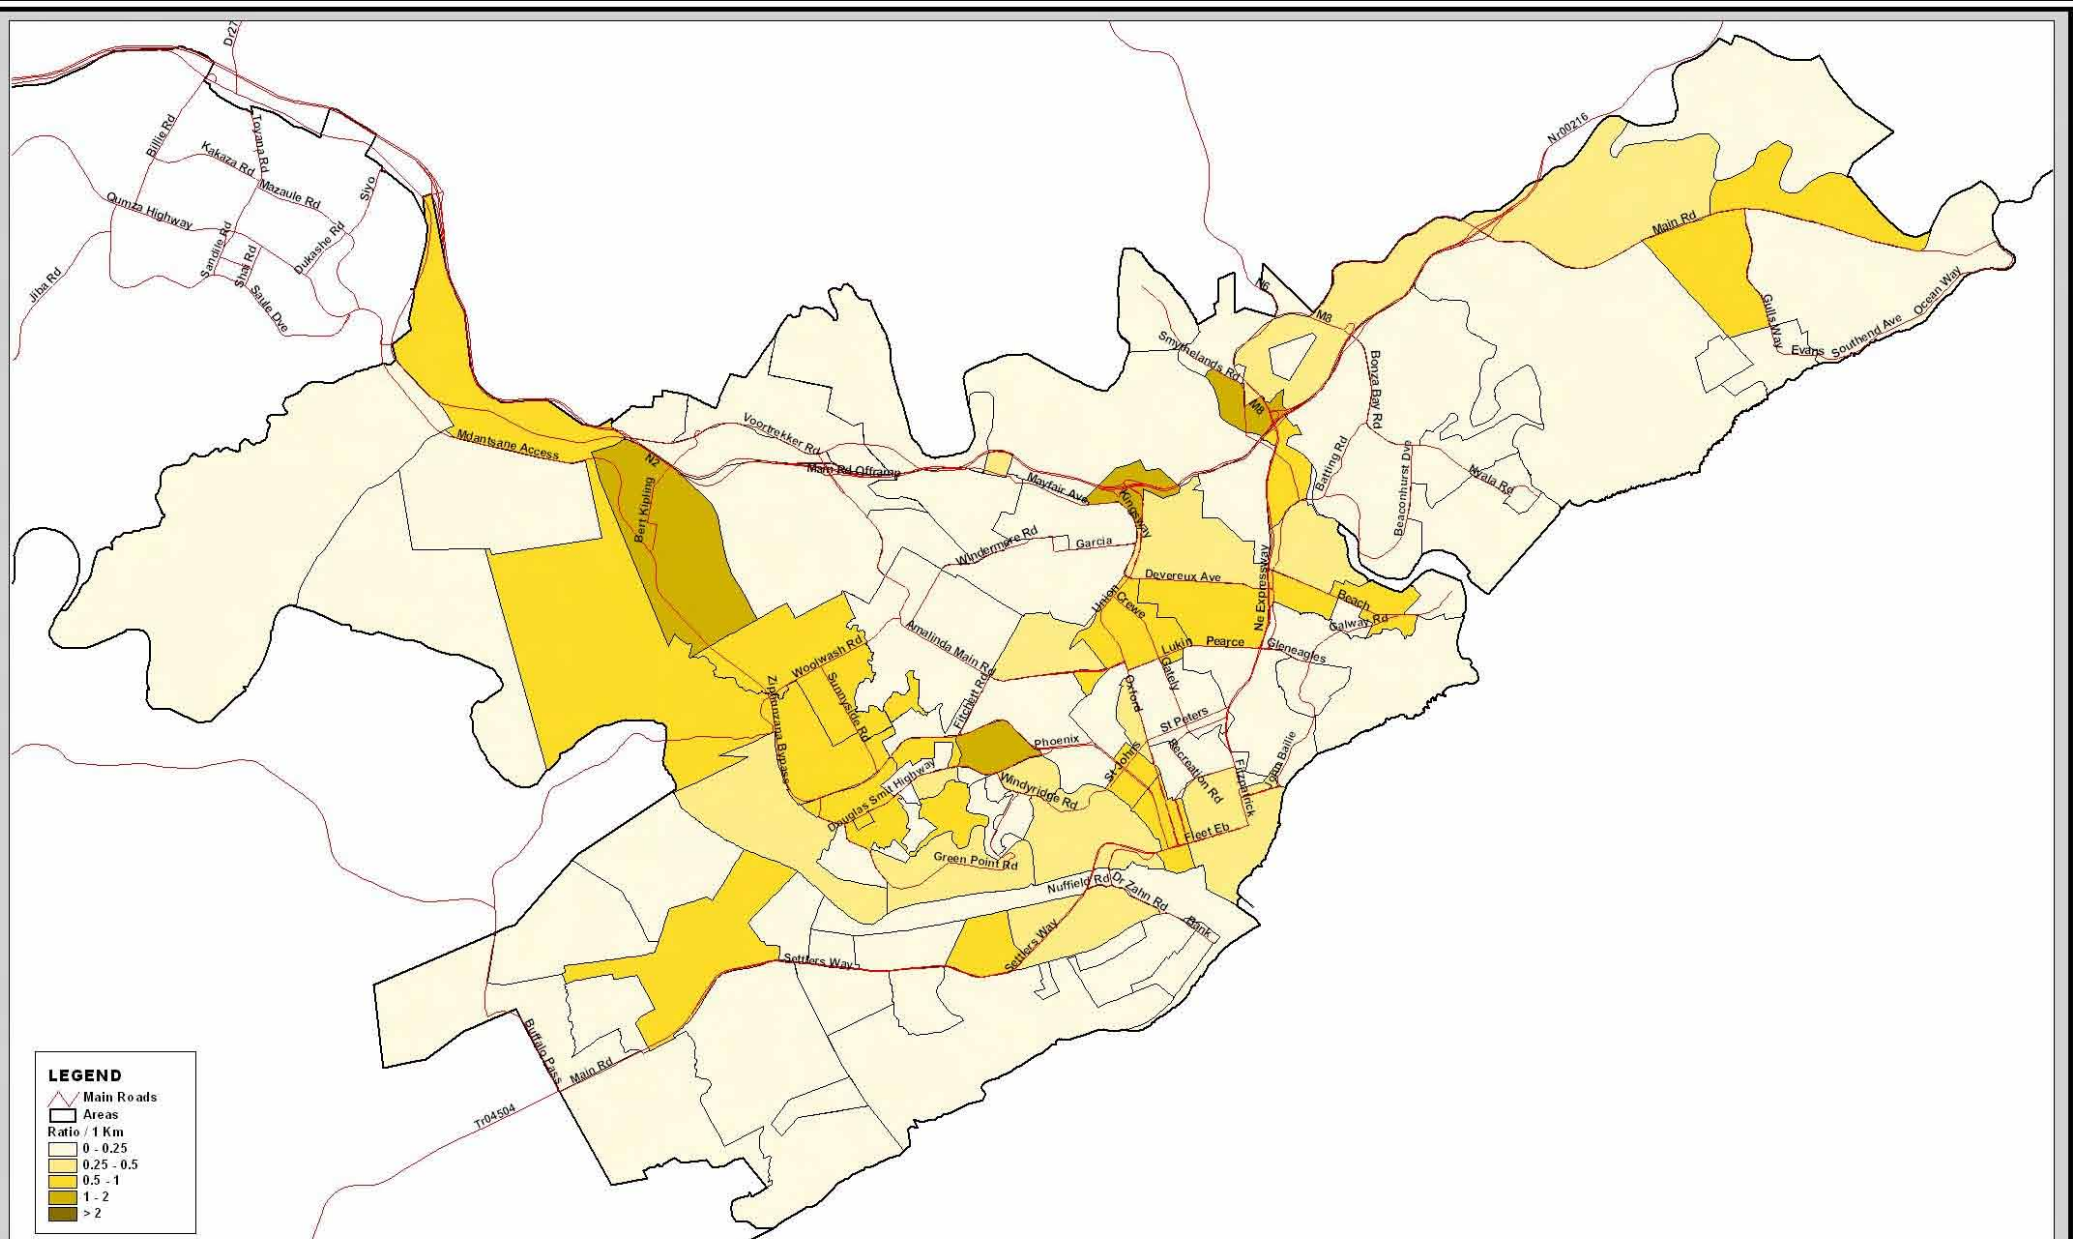 Dr27
Nr00216
Billie Rd
Toyana Rd
Kakaza Rd
Mazaule Rd
Siyo
Qumza Highway
Sandile Rd
Shai Rd
Dukashe Rd
Saule Dve
Jiba Rd
Main Rd
N6
M8
Gulls Way
Evans
Southend Ave
Ocean Way
Smythelands Rd
M8
Bonza Bay Rd
Batting Rd
Beaconhurst Dve
Nwala Rd
Voortrekker Rd
Mdantsane Access
N2
Main Rd Offramp
Mayfair Ave
Kingsway
Bert Kipling
Windermere Rd
Garcia
Devereux Ave
Ne Expressway
Union
Crewe
Beach
Galway Rd
Amalinda Main Rd
Woolwash Rd
Lukin
Pearce
Gleneagles
Gately
Oxford
Ziphunzana Bypass
Sunnyside Rd
Fitchett Rd
St Peters
Phoenix
St Johns
Recreation Rd
Fitzpatrick
John Bailie
Douglas Smit Highway
Windyridge Rd
Fleet Eb
Green Point Rd
Nuffield Rd
Dr Zahn Rd
Bank
Settlers Way
Settlers Way
Buffalo Pass
Main Rd
Tr04504
LEGEND
Main Roads
Areas
Ratio / 1 Km
0 - 0.25
0.25 - 0.5
0.5 - 1
1 - 2
> 2